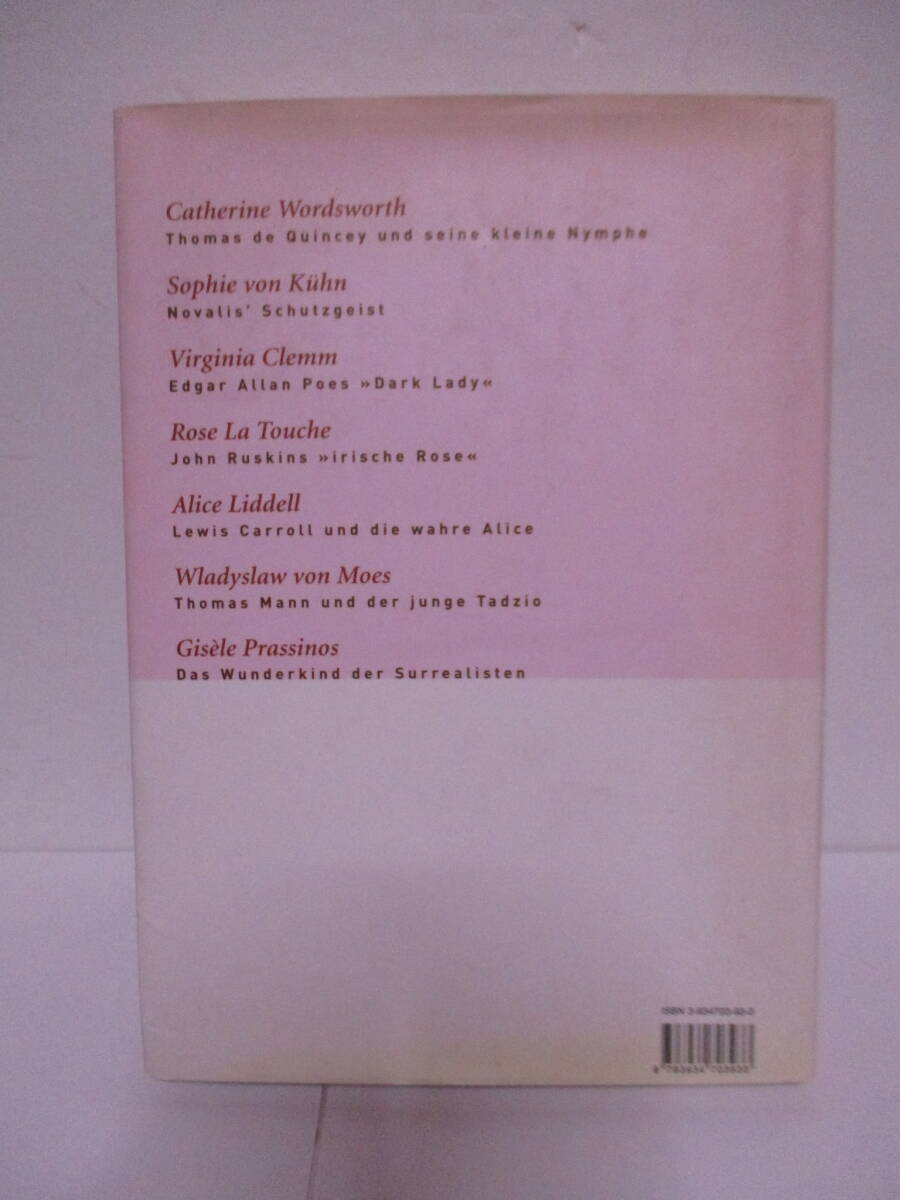 Catherine Wordsworth
Thomas de Quincey und seine kleine Nymphe
Sophie von Kühn
Novalis' Schutzgeist
Virginia Clemm
Edgar Allan Poes »Dark Lady«
Rose La Touche
John Ruskins »irische Rose«
Alice Liddell
Lewis Carroll und die wahre Alice
Wladyslaw von Moes
Thomas Mann und der junge Tadzio
Gisèle Prassinos
Das Wunderkind der Surrealisten
ISBN